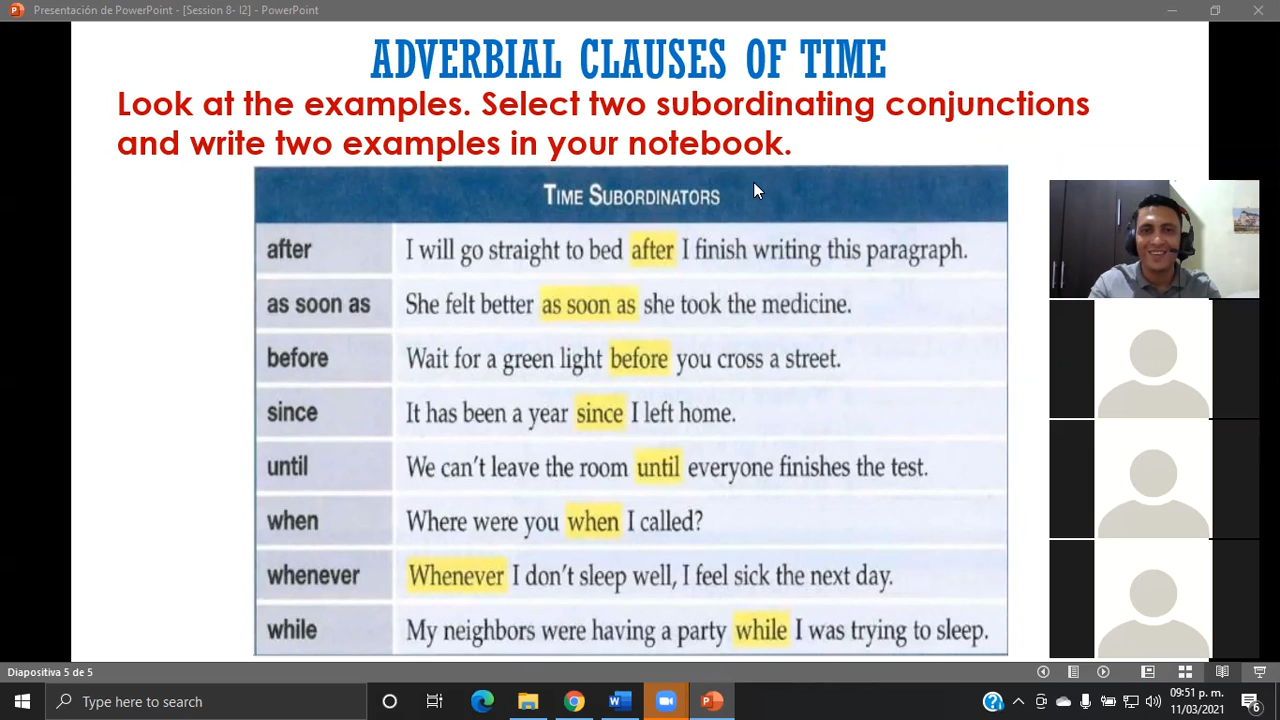 Presentación de PowerPoint - [Session 8- I2] - PowerPoint
ADVERBIAL CLAUSES OF TIME
Look at the examples. Select two subordinating conjunctions
and write two examples in your notebook.
TIME SUBORDINATORS
after I will go straight to bed after I finish writing this paragraph.
as soon as She felt better as soon as she took the medicine.
before Wait for a green light before you cross a street.
since It has been a year since I left home.
until We can't leave the room until everyone finishes the test.
when Where were you when I called?
whenever Whenever I don't sleep well, I feel sick the next day.
while My neighbors were having a party while I was trying to sleep.
Diapositiva 5 de 5
Type here to search
09:51 p. m.
11/03/2021
6